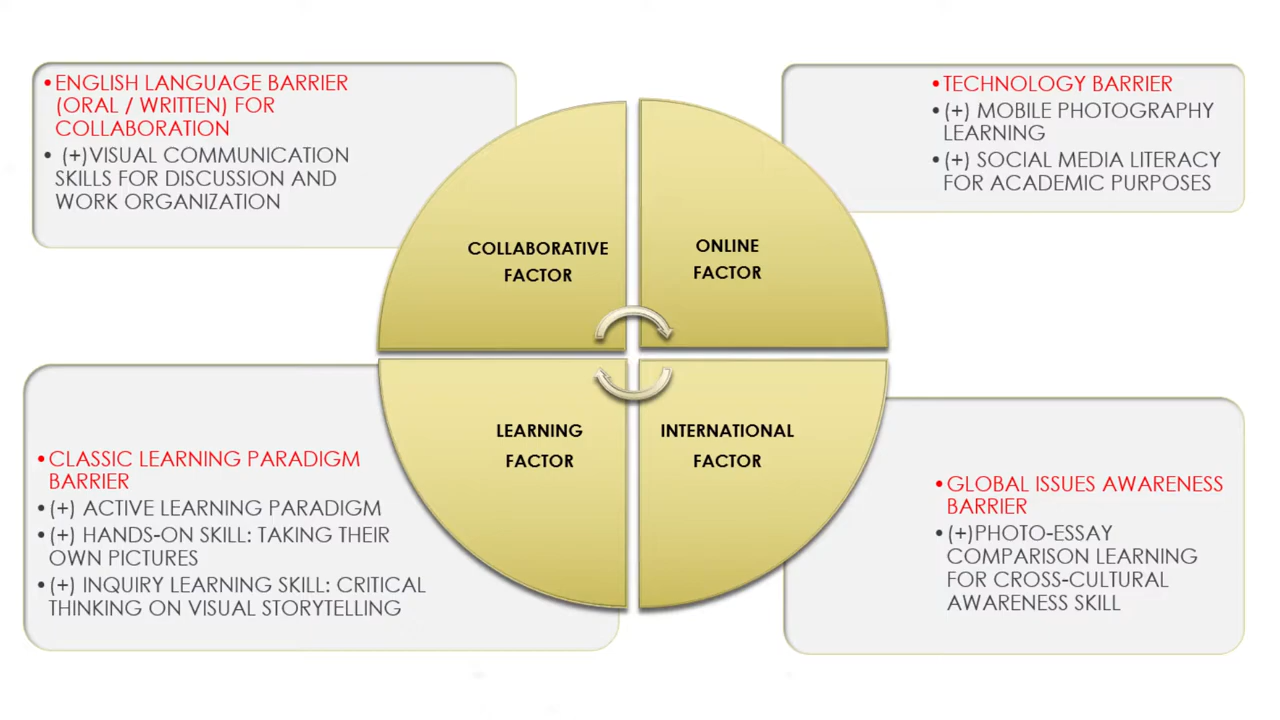 •ENGLISH LANGUAGE BARRIER
(ORAL / WRITTEN) FOR
COLLABORATION
• (+)VISUAL COMMUNICATION
SKILLS FOR DISCUSSION AND
WORK ORGANIZATION
•TECHNOLOGY BARRIER
•(+) MOBILE PHOTOGRAPHY
LEARNING
•(+) SOCIAL MEDIA LITERACY
FOR ACADEMIC PURPOSES
COLLABORATIVE
FACTOR
ONLINE
FACTOR
LEARNING
FACTOR
INTERNATIONAL
FACTOR
•CLASSIC LEARNING PARADIGM
BARRIER
•(+) ACTIVE LEARNING PARADIGM
•(+) HANDS-ON SKILL: TAKING THEIR
OWN PICTURES
•(+) INQUIRY LEARNING SKILL: CRITICAL
THINKING ON VISUAL STORYTELLING
•GLOBAL ISSUES AWARENESS
BARRIER
•(+)PHOTO-ESSAY
COMPARISON LEARNING
FOR CROSS-CULTURAL
AWARENESS SKILL